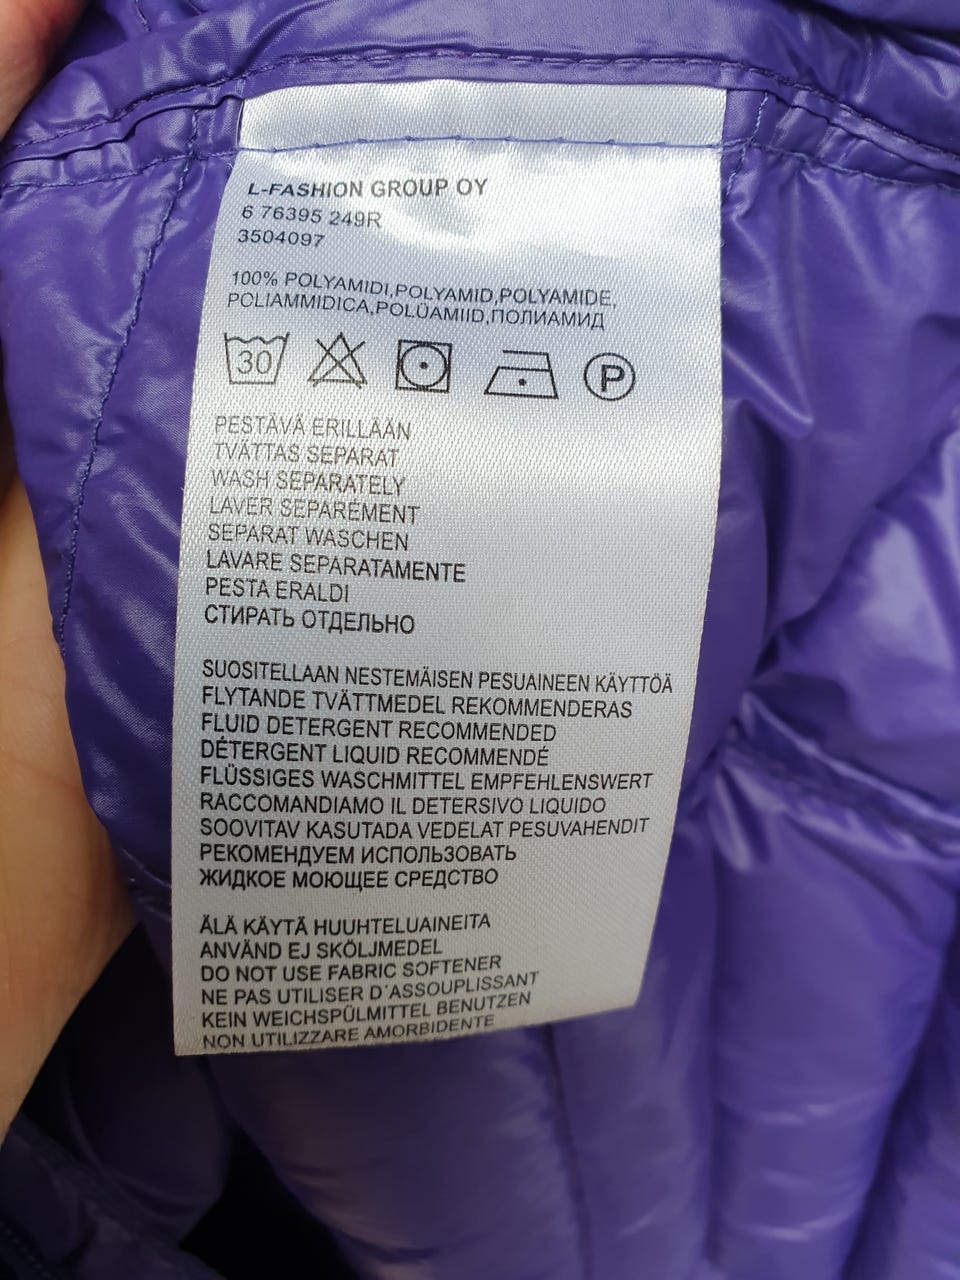 L-FASHION GROUP OY
6 76395 249R
3504097
100% POLYAMIDI,POLYAMID,POLYAMIDE,
POLIAMMIDICA,POLÜAMIID,ПОЛИАМИД
30 P
PESTÄVÄ ERILLÄÄN
TVÄTTAS SEPARAT
WASH SEPARATELY
LAVER SEPAREMENT
SEPARAT WASCHEN
LAVARE SEPARATAMENTE
PESTA ERALDI
СТИРАТЬ ОТДЕЛЬНО
SUOSITELLAAN NESTEMÄISEN PESUAINEEN KÄYTTÖÄ
FLYTANDE TVÄTTMEDEL REKOMMENDERAS
FLUID DETERGENT RECOMMENDED
DÉTERGENT LIQUID RECOMMENDÉ
FLÜSSIGES WASCHMITTEL EMPFEHLENSWERT
RACCOMANDIAMO IL DETERSIVO LIQUIDO
SOOVITAV KASUTADA VEDELAT PESUVAHENDIT
РЕКОМЕНДУЕМ ИСПОЛЬЗОВАТЬ
ЖИДКОЕ МОЮЩЕЕ СРЕДСТВО
ÄLÄ KÄYTÄ HUUHTELUAINEITA
ANVÄND EJ SKÖLJMEDEL
DO NOT USE FABRIC SOFTENER
NE PAS UTILISER D´ASSOUPLISSANT
KEIN WEICHSPÜLMITTEL BENUTZEN
NON UTILIZZARE AMORBIDENTE